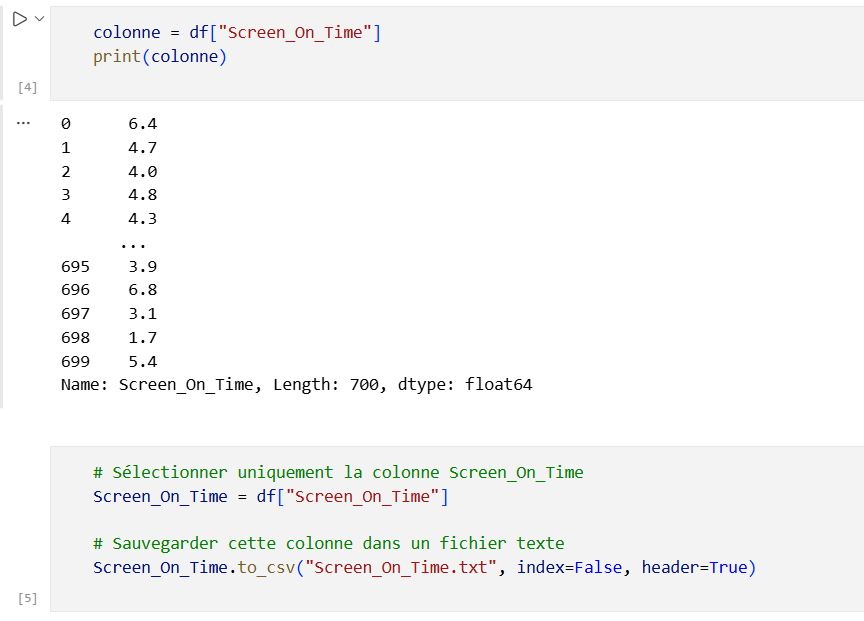 colonne = df["Screen_On_Time"]
print(colonne)
[4]
...
0      6.4
1      4.7
2      4.0
3      4.8
4      4.3
      ...
695    3.9
696    6.8
697    3.1
698    1.7
699    5.4
Name: Screen_On_Time, Length: 700, dtype: float64
# Sélectionner uniquement la colonne Screen_On_Time
Screen_On_Time = df["Screen_On_Time"]
# Sauvegarder cette colonne dans un fichier texte
Screen_On_Time.to_csv("Screen_On_Time.txt", index=False, header=True)
[5]